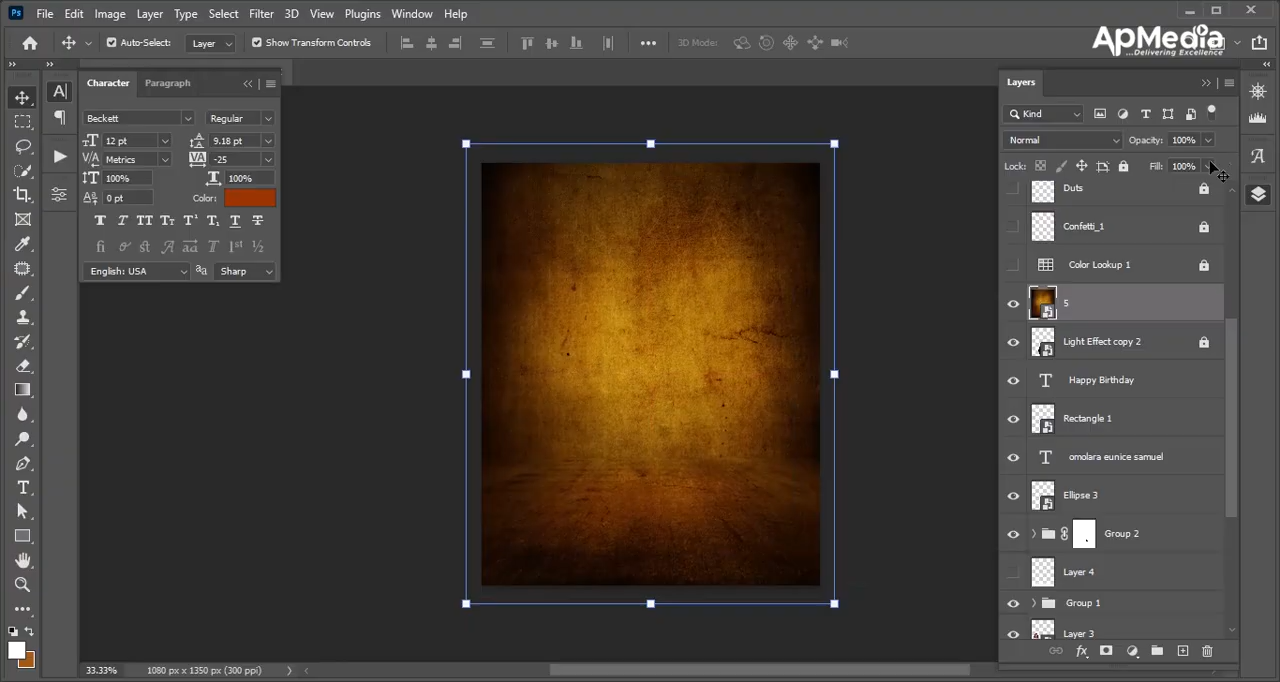 Ps File Edit Image Layer Type Select Filter 3D View Plugins Window Help
Auto-Select: Layer Show Transform Controls 3D Mode:
ApMedia
...Delivering Excellence
Character Paragraph
Beckett Regular
12 pt 9.18 pt
Metrics -25
100% 100%
0 pt Color:
English: USA Sharp
Layers
Kind
Normal Opacity: 100%
Lock: Fill: 100%
Duts
Confetti_1
Color Lookup 1
5
Light Effect copy 2
Happy Birthday
Rectangle 1
omolara eunice samuel
Ellipse 3
Group 2
Layer 4
Group 1
Layer 3
33.33% 1080 px x 1350 px (300 ppi)